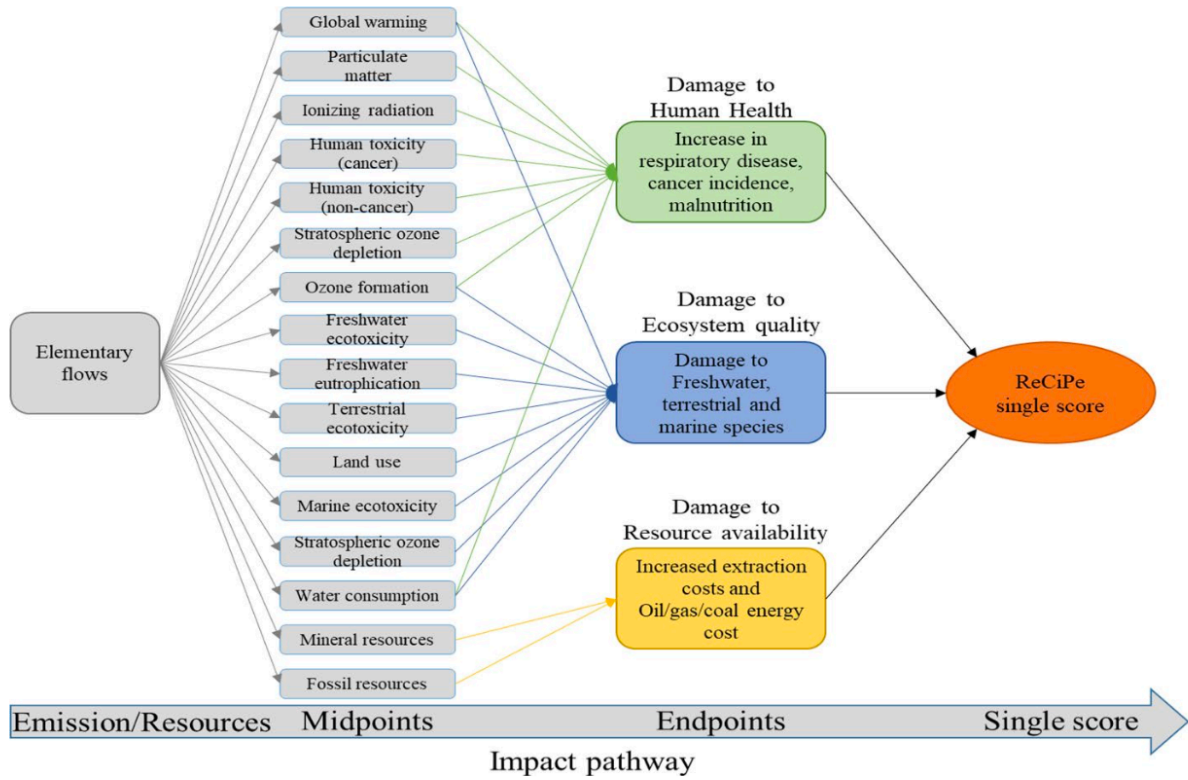 Global warming
Particulate
matter
Ionizing radiation
Human toxicity
(cancer)
Human toxicity
(non-cancer)
Stratospheric ozone
depletion
Ozone formation
Freshwater
ecotoxicity
Freshwater
eutrophication
Terrestrial
ecotoxicity
Land use
Marine ecotoxicity
Stratospheric ozone
depletion
Water consumption
Mineral resources
Fossil resources
Elementary
flows
Damage to
Human Health
Increase in
respiratory disease,
cancer incidence,
malnutrition
Damage to
Ecosystem quality
Damage to
Freshwater,
terrestrial and
marine species
Damage to
Resource availability
Increased extraction
costs and
Oil/gas/coal energy
cost
ReCiPe
single score
Emission/Resources
Midpoints
Endpoints
Single score
Impact pathway